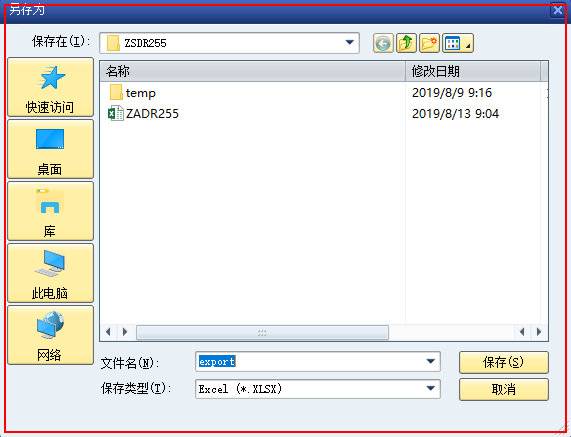 另存为
保存在(I): ZSDR255
名称 修改日期
temp 2019/8/9 9:16
ZADR255 2019/8/13 9:04
快速访问
桌面
库
此电脑
网络
文件名(N): export 保存(S)
保存类型(T): Excel (*.XLSX) 取消